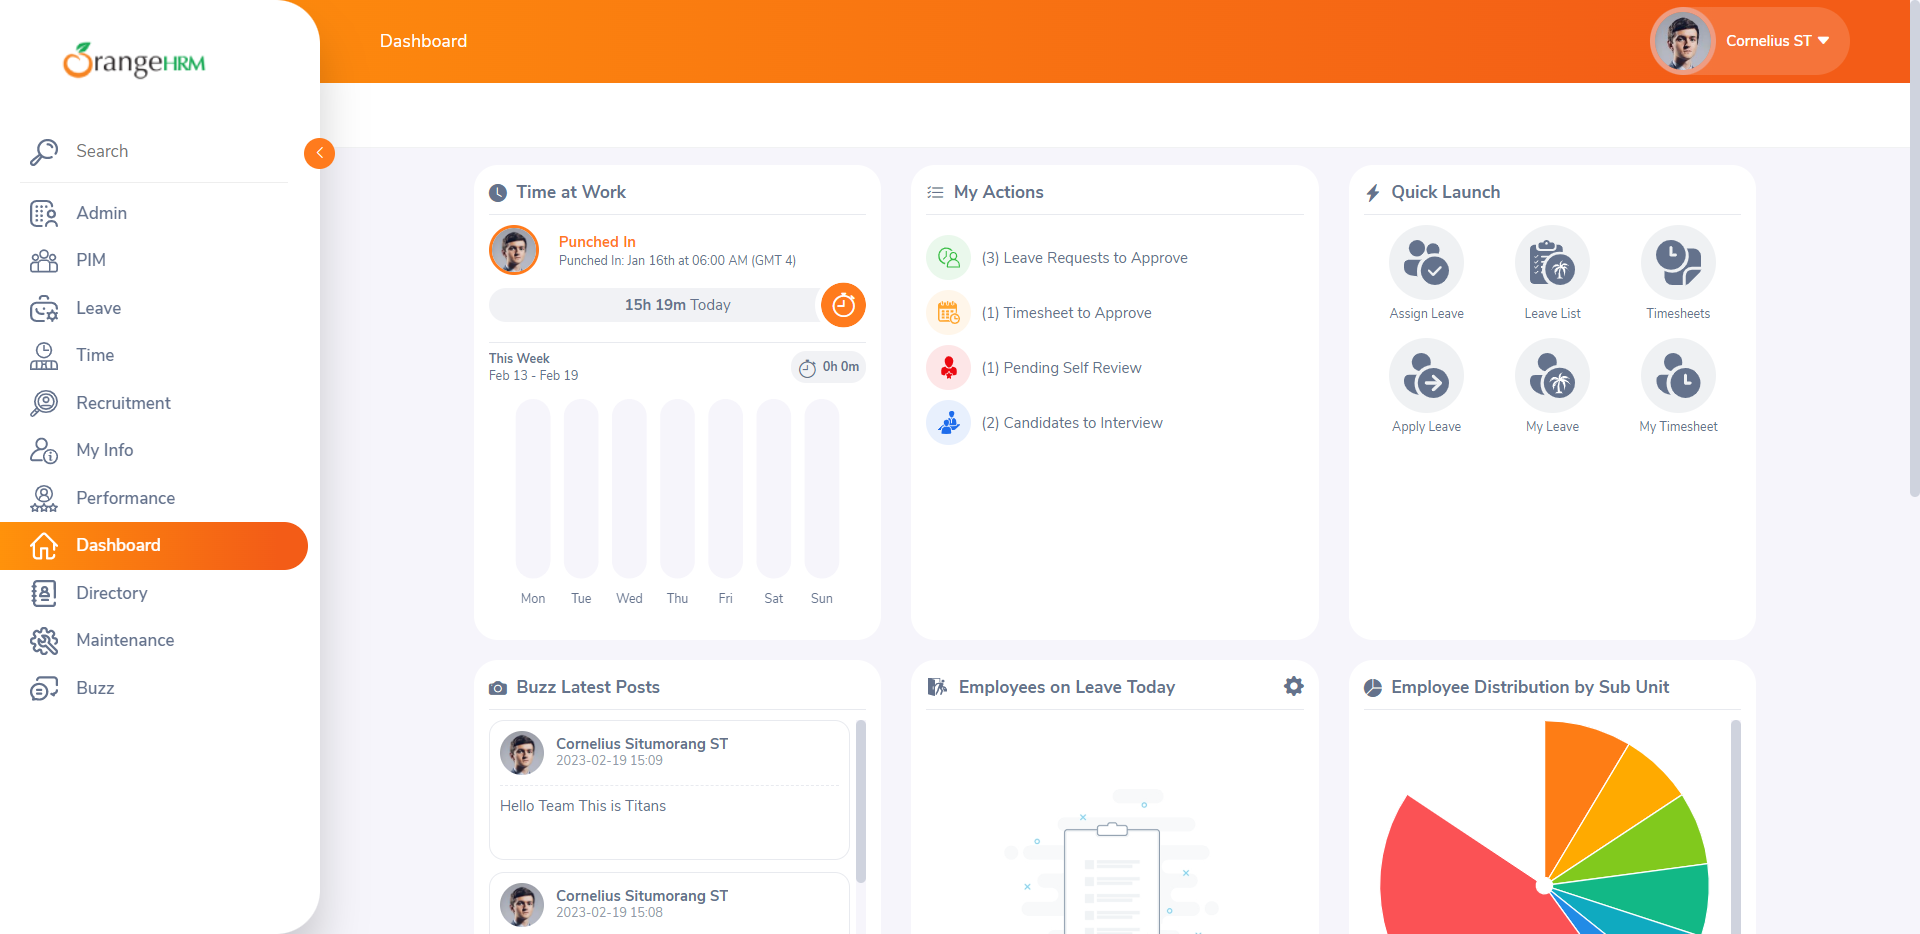 OrangeHRM
Search
Admin
PIM
Leave
Time
Recruitment
My Info
Performance
Dashboard
Directory
Maintenance
Buzz
Dashboard
Cornelius ST
Time at Work
Punched In
Punched In: Jan 16th at 06:00 AM (GMT 4)
15h 19m Today
This Week
Feb 13 - Feb 19
0h 0m
Mon Tue Wed Thu Fri Sat Sun
My Actions
(3) Leave Requests to Approve
(1) Timesheet to Approve
(1) Pending Self Review
(2) Candidates to Interview
Quick Launch
Assign Leave
Leave List
Timesheets
Apply Leave
My Leave
My Timesheet
Buzz Latest Posts
Cornelius Situmorang ST
2023-02-19 15:09
Hello Team This is Titans
Cornelius Situmorang ST
2023-02-19 15:08
Employees on Leave Today
Employee Distribution by Sub Unit